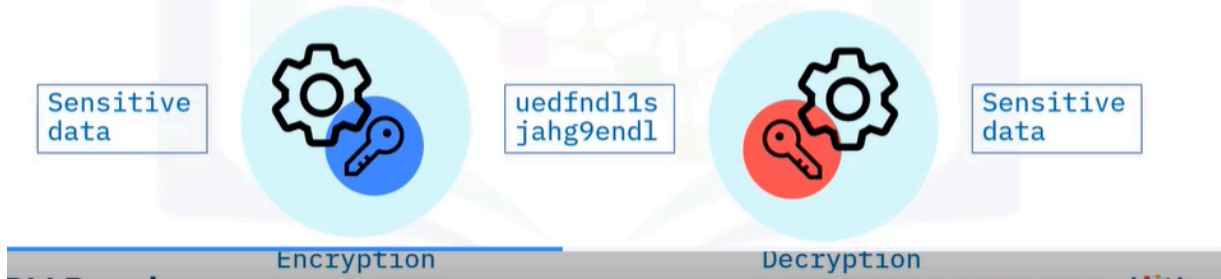 Sensitive
data
uedfndl1s
jahg9endl
Sensitive
data
Encryption
Decryption